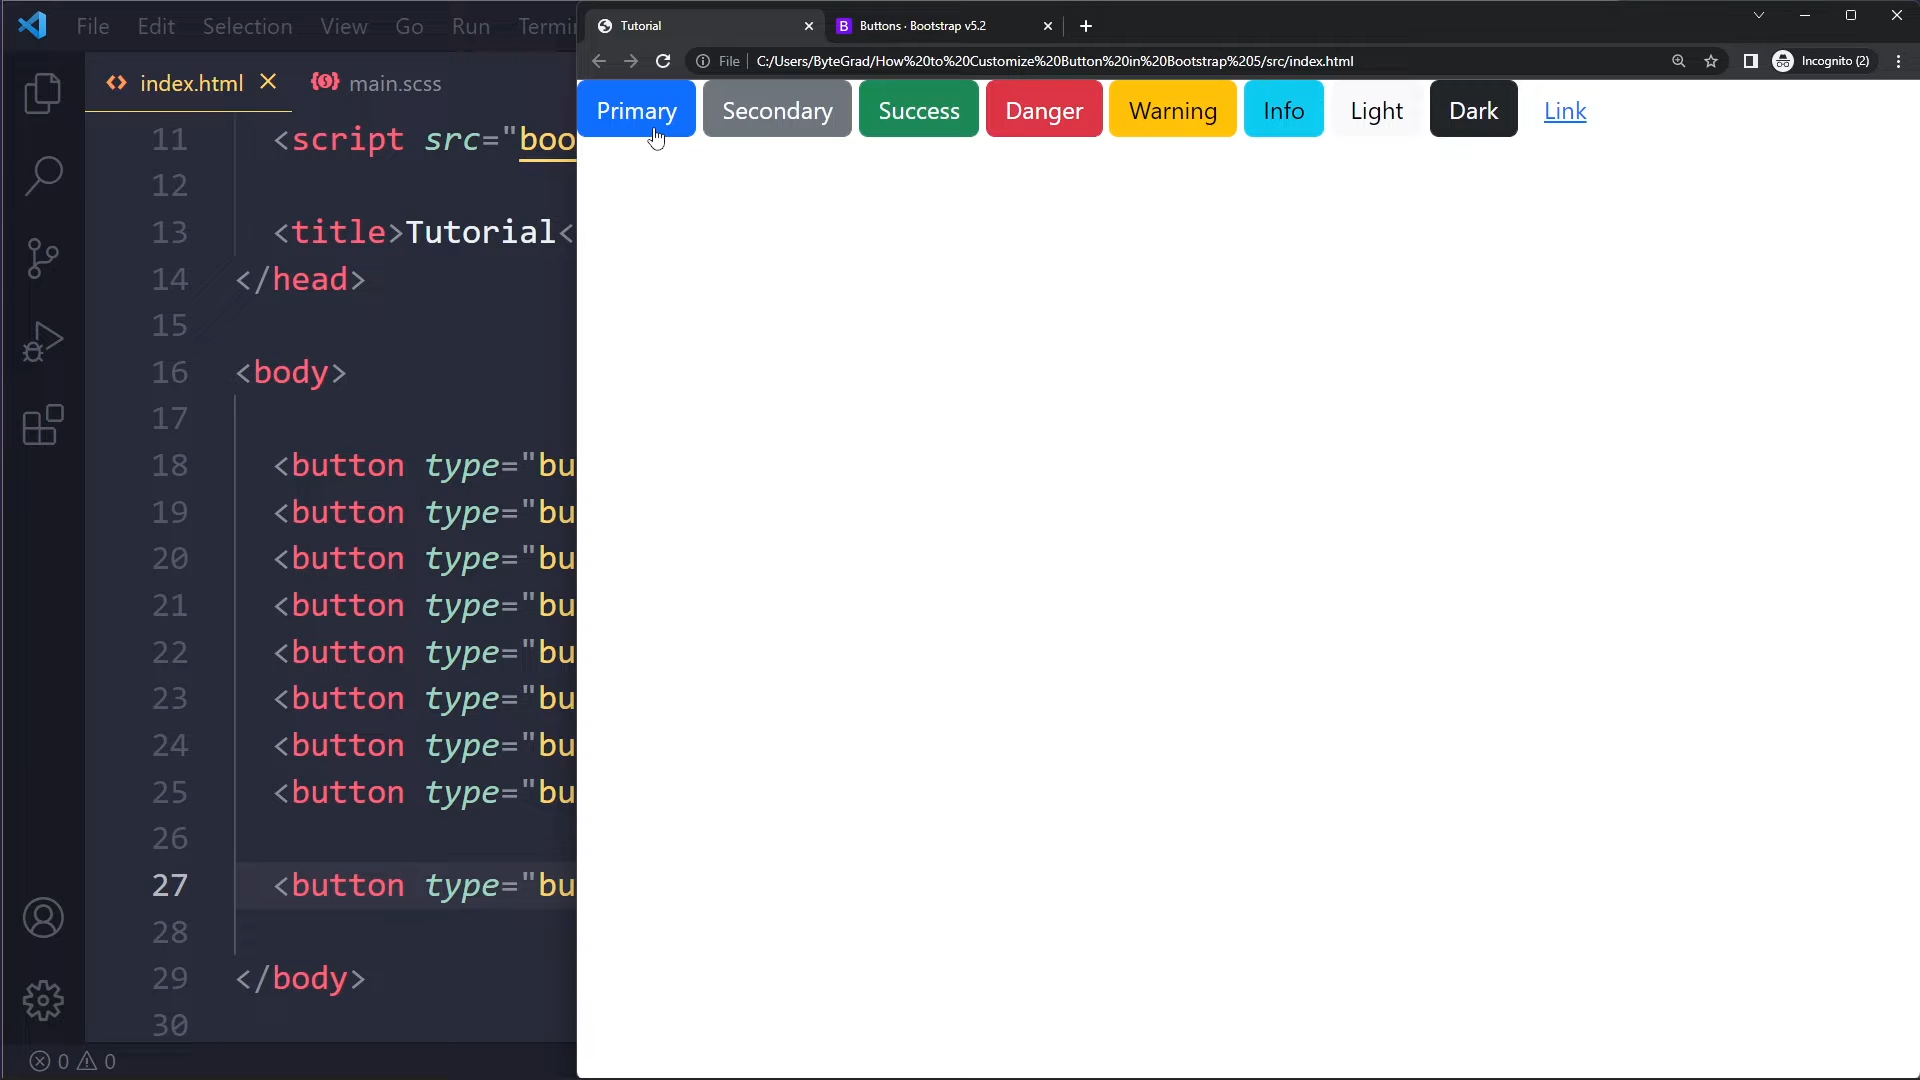 File Edit Selection View Go Run Termi
index.html
main.scss
11 <script src="boo
12
13 <title>Tutorial<
14 </head>
15
16 <body>
17
18 <button type="bu
19 <button type="bu
20 <button type="bu
21 <button type="bu
22 <button type="bu
23 <button type="bu
24 <button type="bu
25 <button type="bu
26
27 <button type="bu
28
29 </body>
30
0 0
Tutorial
B Buttons · Bootstrap v5.2
File C:/Users/ByteGrad/How%20to%20Customize%20Button%20in%20Bootstrap%205/src/index.html Incognito (2)
Primary Secondary Success Danger Warning Info Light Dark Link